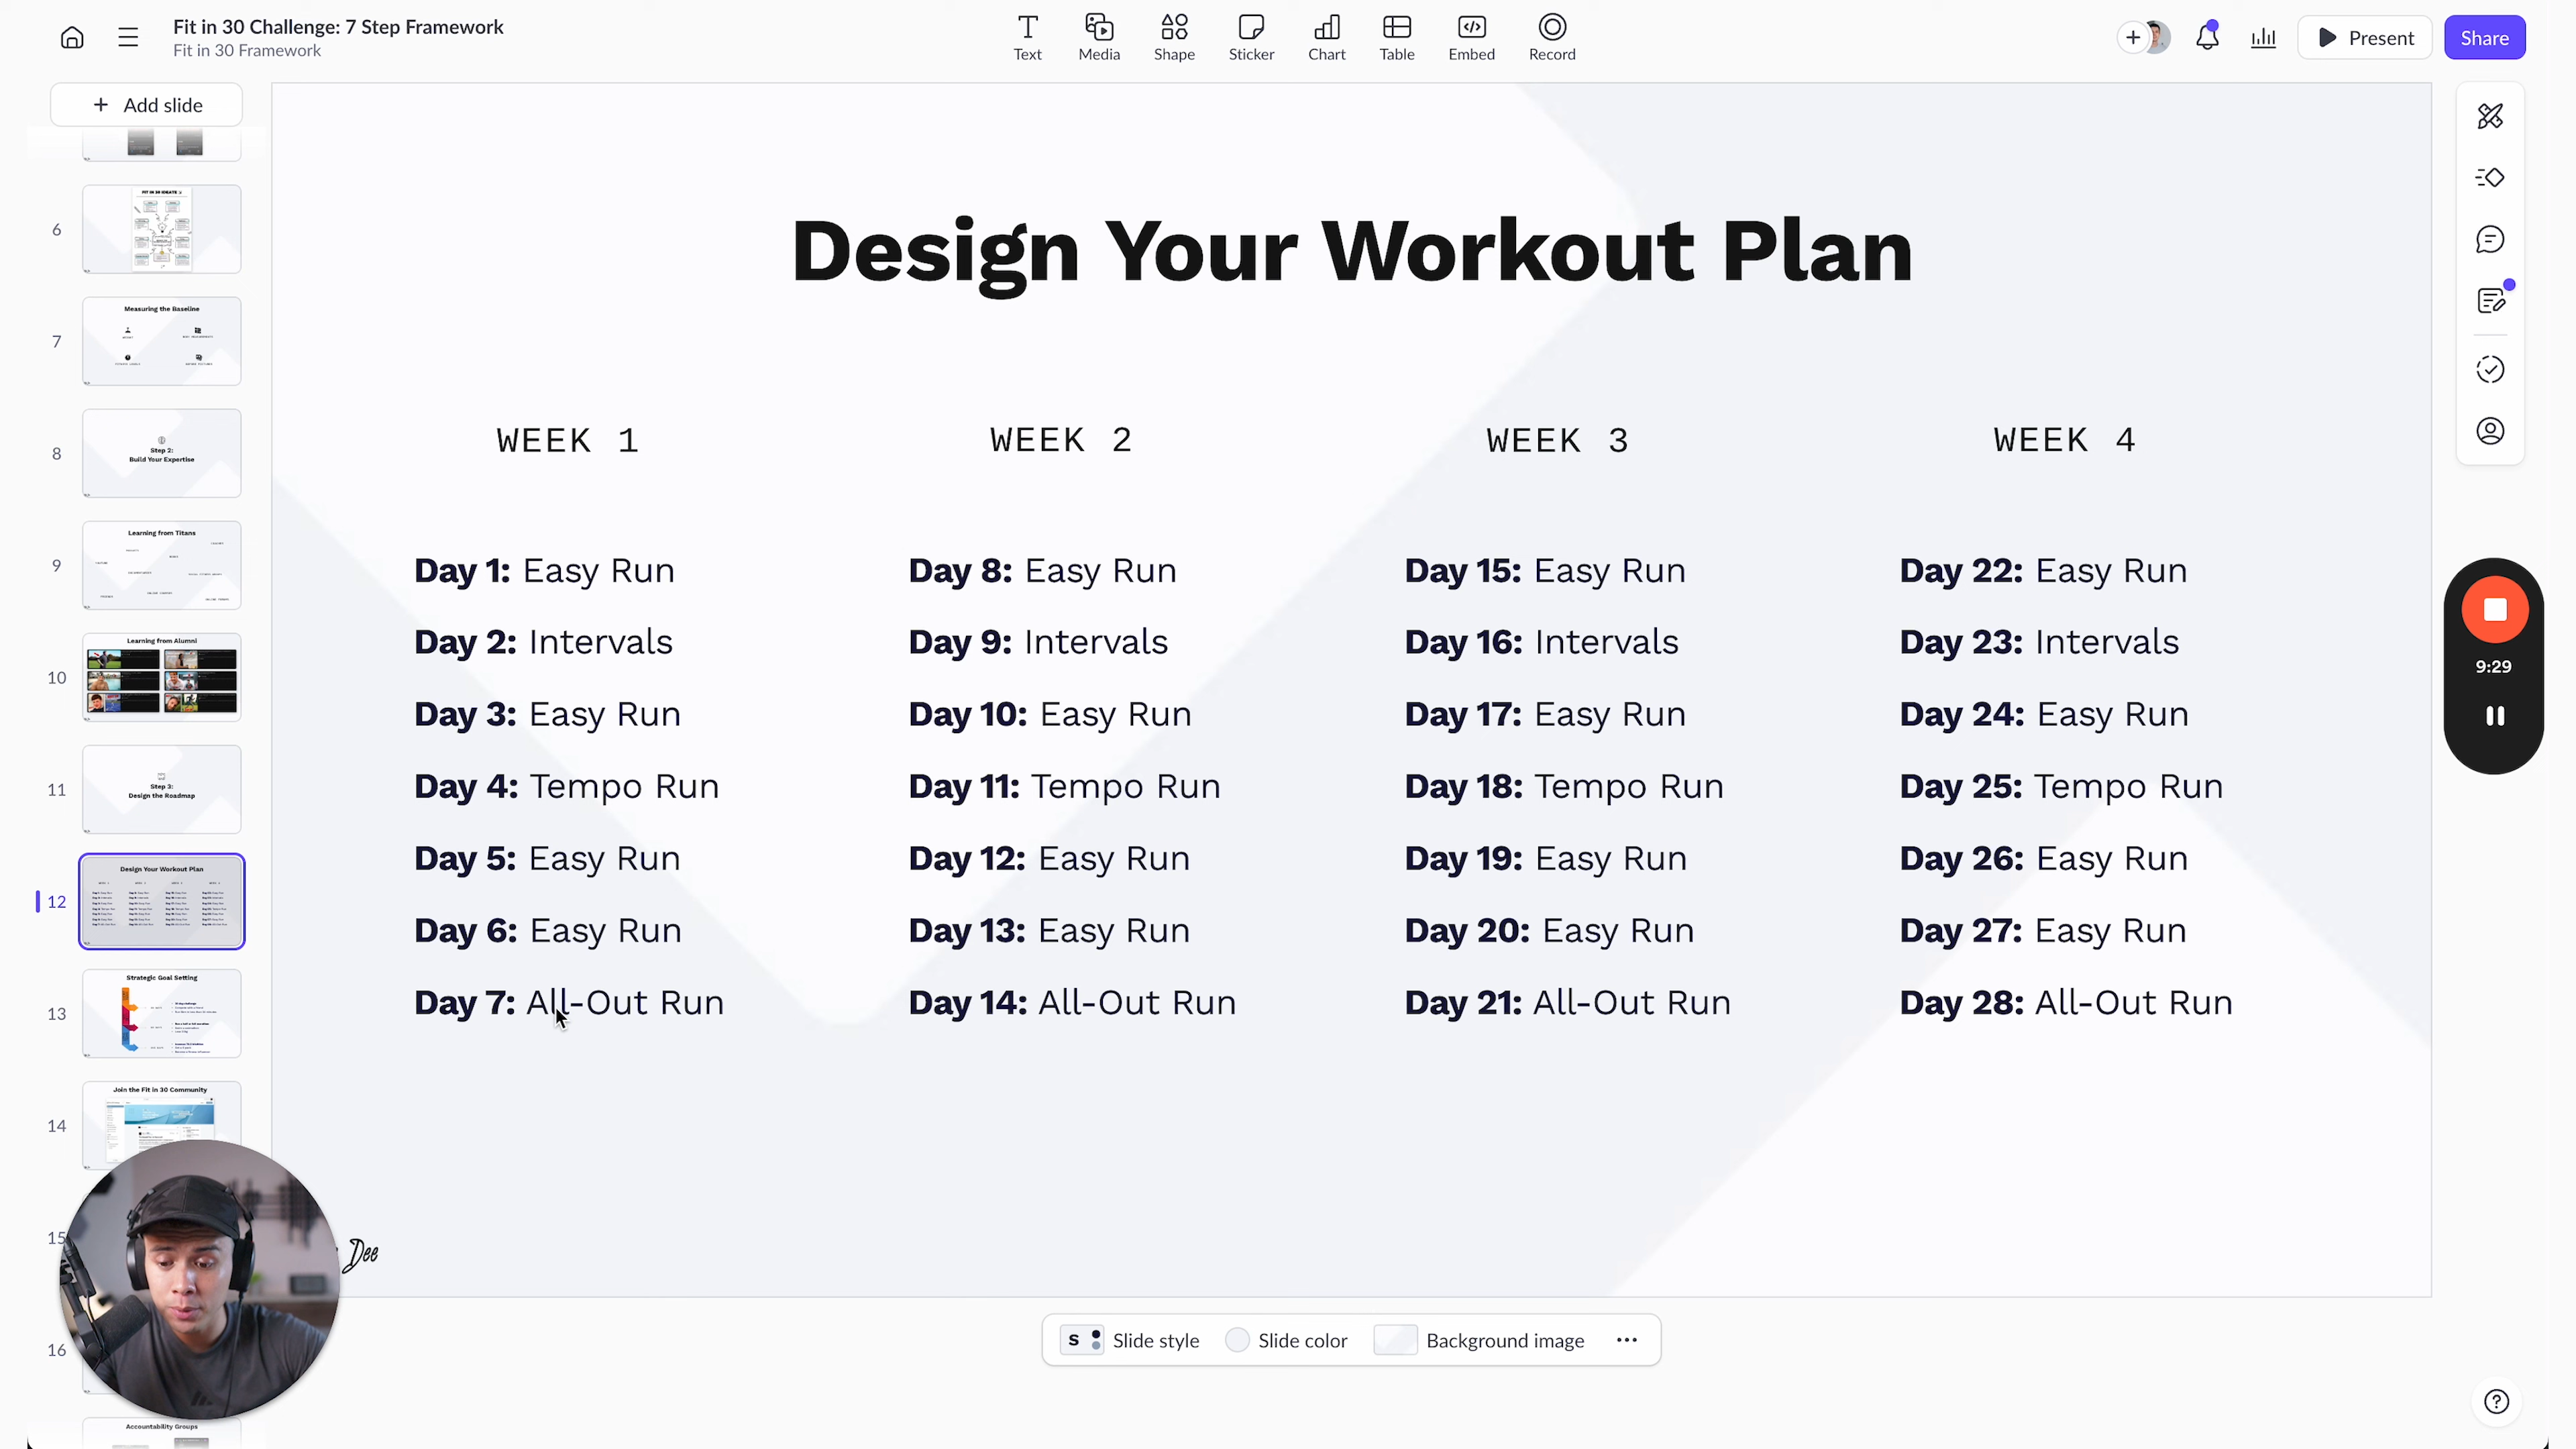 Fit in 30 Challenge: 7 Step Framework
Fit in 30 Framework
Text
Media
Shape
Sticker
Chart
Table
Embed
Record
Present
Share
Add slide
6
FIT IN 30 IDEATE
7
Measuring the Baseline
8
Step 2:
Build Your Expertise
9
Learning from Titans
10
Learning from Alumni
11
Step 3:
Design the Roadmap
12
Design Your Workout Plan
13
Strategic Goal Setting
14
Join the Fit in 30 Community
15
16
Accountability Groups
Design Your Workout Plan
WEEK 1
Day 1: Easy Run
Day 2: Intervals
Day 3: Easy Run
Day 4: Tempo Run
Day 5: Easy Run
Day 6: Easy Run
Day 7: All-Out Run
WEEK 2
Day 8: Easy Run
Day 9: Intervals
Day 10: Easy Run
Day 11: Tempo Run
Day 12: Easy Run
Day 13: Easy Run
Day 14: All-Out Run
WEEK 3
Day 15: Easy Run
Day 16: Intervals
Day 17: Easy Run
Day 18: Tempo Run
Day 19: Easy Run
Day 20: Easy Run
Day 21: All-Out Run
WEEK 4
Day 22: Easy Run
Day 23: Intervals
Day 24: Easy Run
Day 25: Tempo Run
Day 26: Easy Run
Day 27: Easy Run
Day 28: All-Out Run
Dee
9:29
S
Slide style
Slide color
Background image